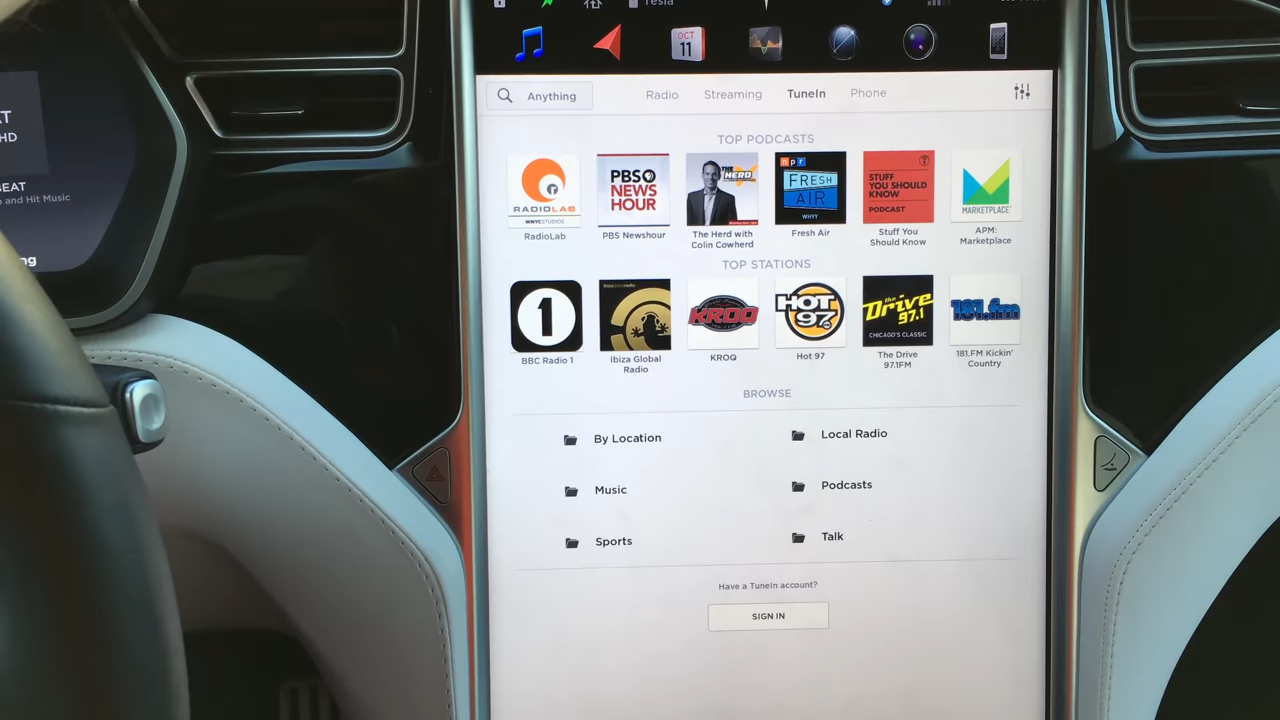 Tesla
OCT
11
Anything
Radio
Streaming
TuneIn
Phone
TOP PODCASTS
RADIOLAB
WNYCSTUDIOS
PBS
NEWS
HOUR
THE
HERD
npr
FRESH
AIR
WHYY
STUFF
YOU SHOULD
KNOW
PODCAST
MARKETPLACE
RadioLab
PBS Newshour
The Herd with
Colin Cowherd
Fresh Air
Stuff You
Should Know
APM:
Marketplace
TOP STATIONS
1
KROQ
HOT
97
the
Drive
97.1
CHICAGO'S CLASSIC
181.fm
BBC Radio 1
Ibiza Global
Radio
KROQ
Hot 97
The Drive
97.1FM
181.FM Kickin'
Country
BROWSE
By Location
Local Radio
Music
Podcasts
Sports
Talk
Have a TuneIn account?
SIGN IN
AT
HD
BEAT
and Hit Music
ng